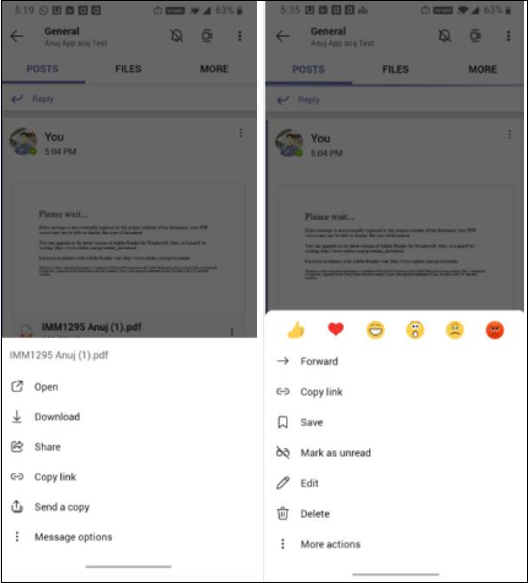 5:19
63%
General
Anuj App acq Test
POSTS
FILES
MORE
Reply
You
5:04 PM
Please wait...
IMM1295 Anuj (1).pdf
IMM1295 Anuj (1).pdf
Open
Download
Share
Copy link
Send a copy
Message options
5:35
63%
General
Anuj App acq Test
POSTS
FILES
MORE
Reply
You
5:04 PM
Please wait...
Forward
Copy link
Save
Mark as unread
Edit
Delete
More actions